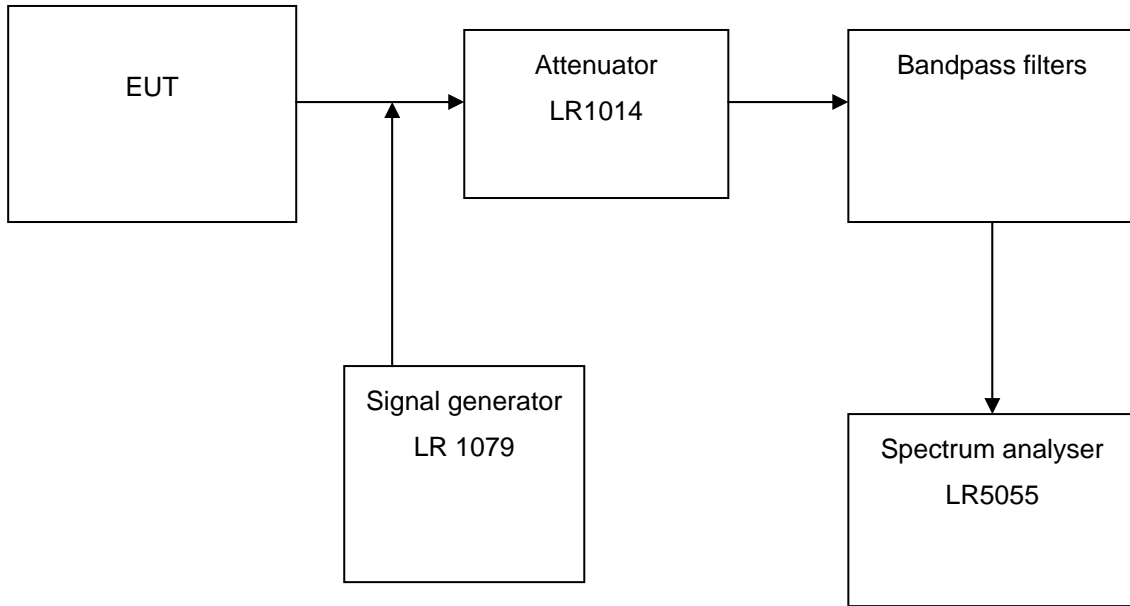 EUT
Attenuator
LR1014
Bandpass filters
Signal generator
LR 1079
Spectrum analyser
LR5055